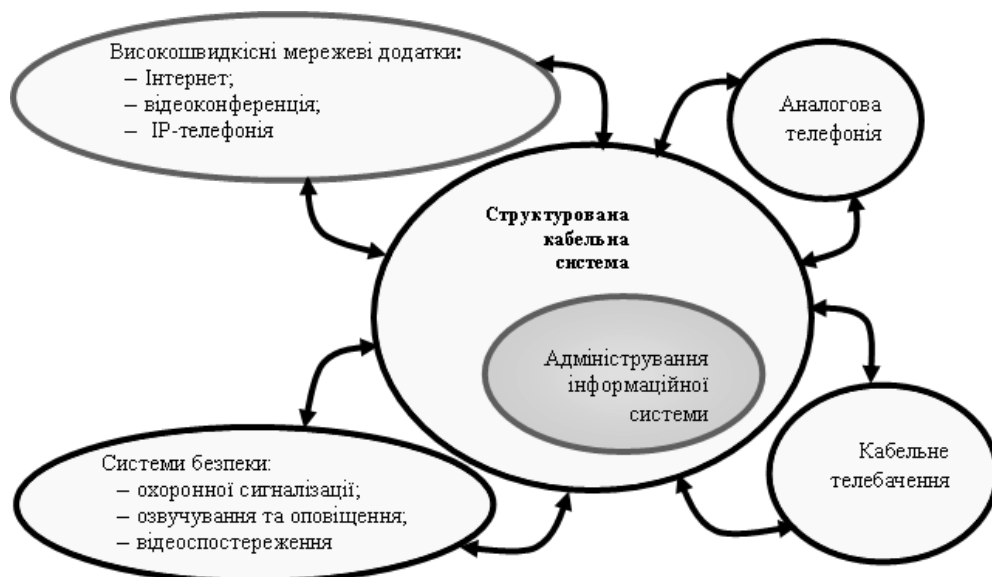 Високошвидкісні мережеві додатки:
– Інтернет;
– відеоконференція;
– IP-телефонія
Аналогова
телефонія
Структурована
кабельна
система
Адміністрування
інформаційної
системи
Системи безпеки:
– охоронної сигналізації;
– озвучування та оповіщення;
– відеоспостереження
Кабельне
телебачення